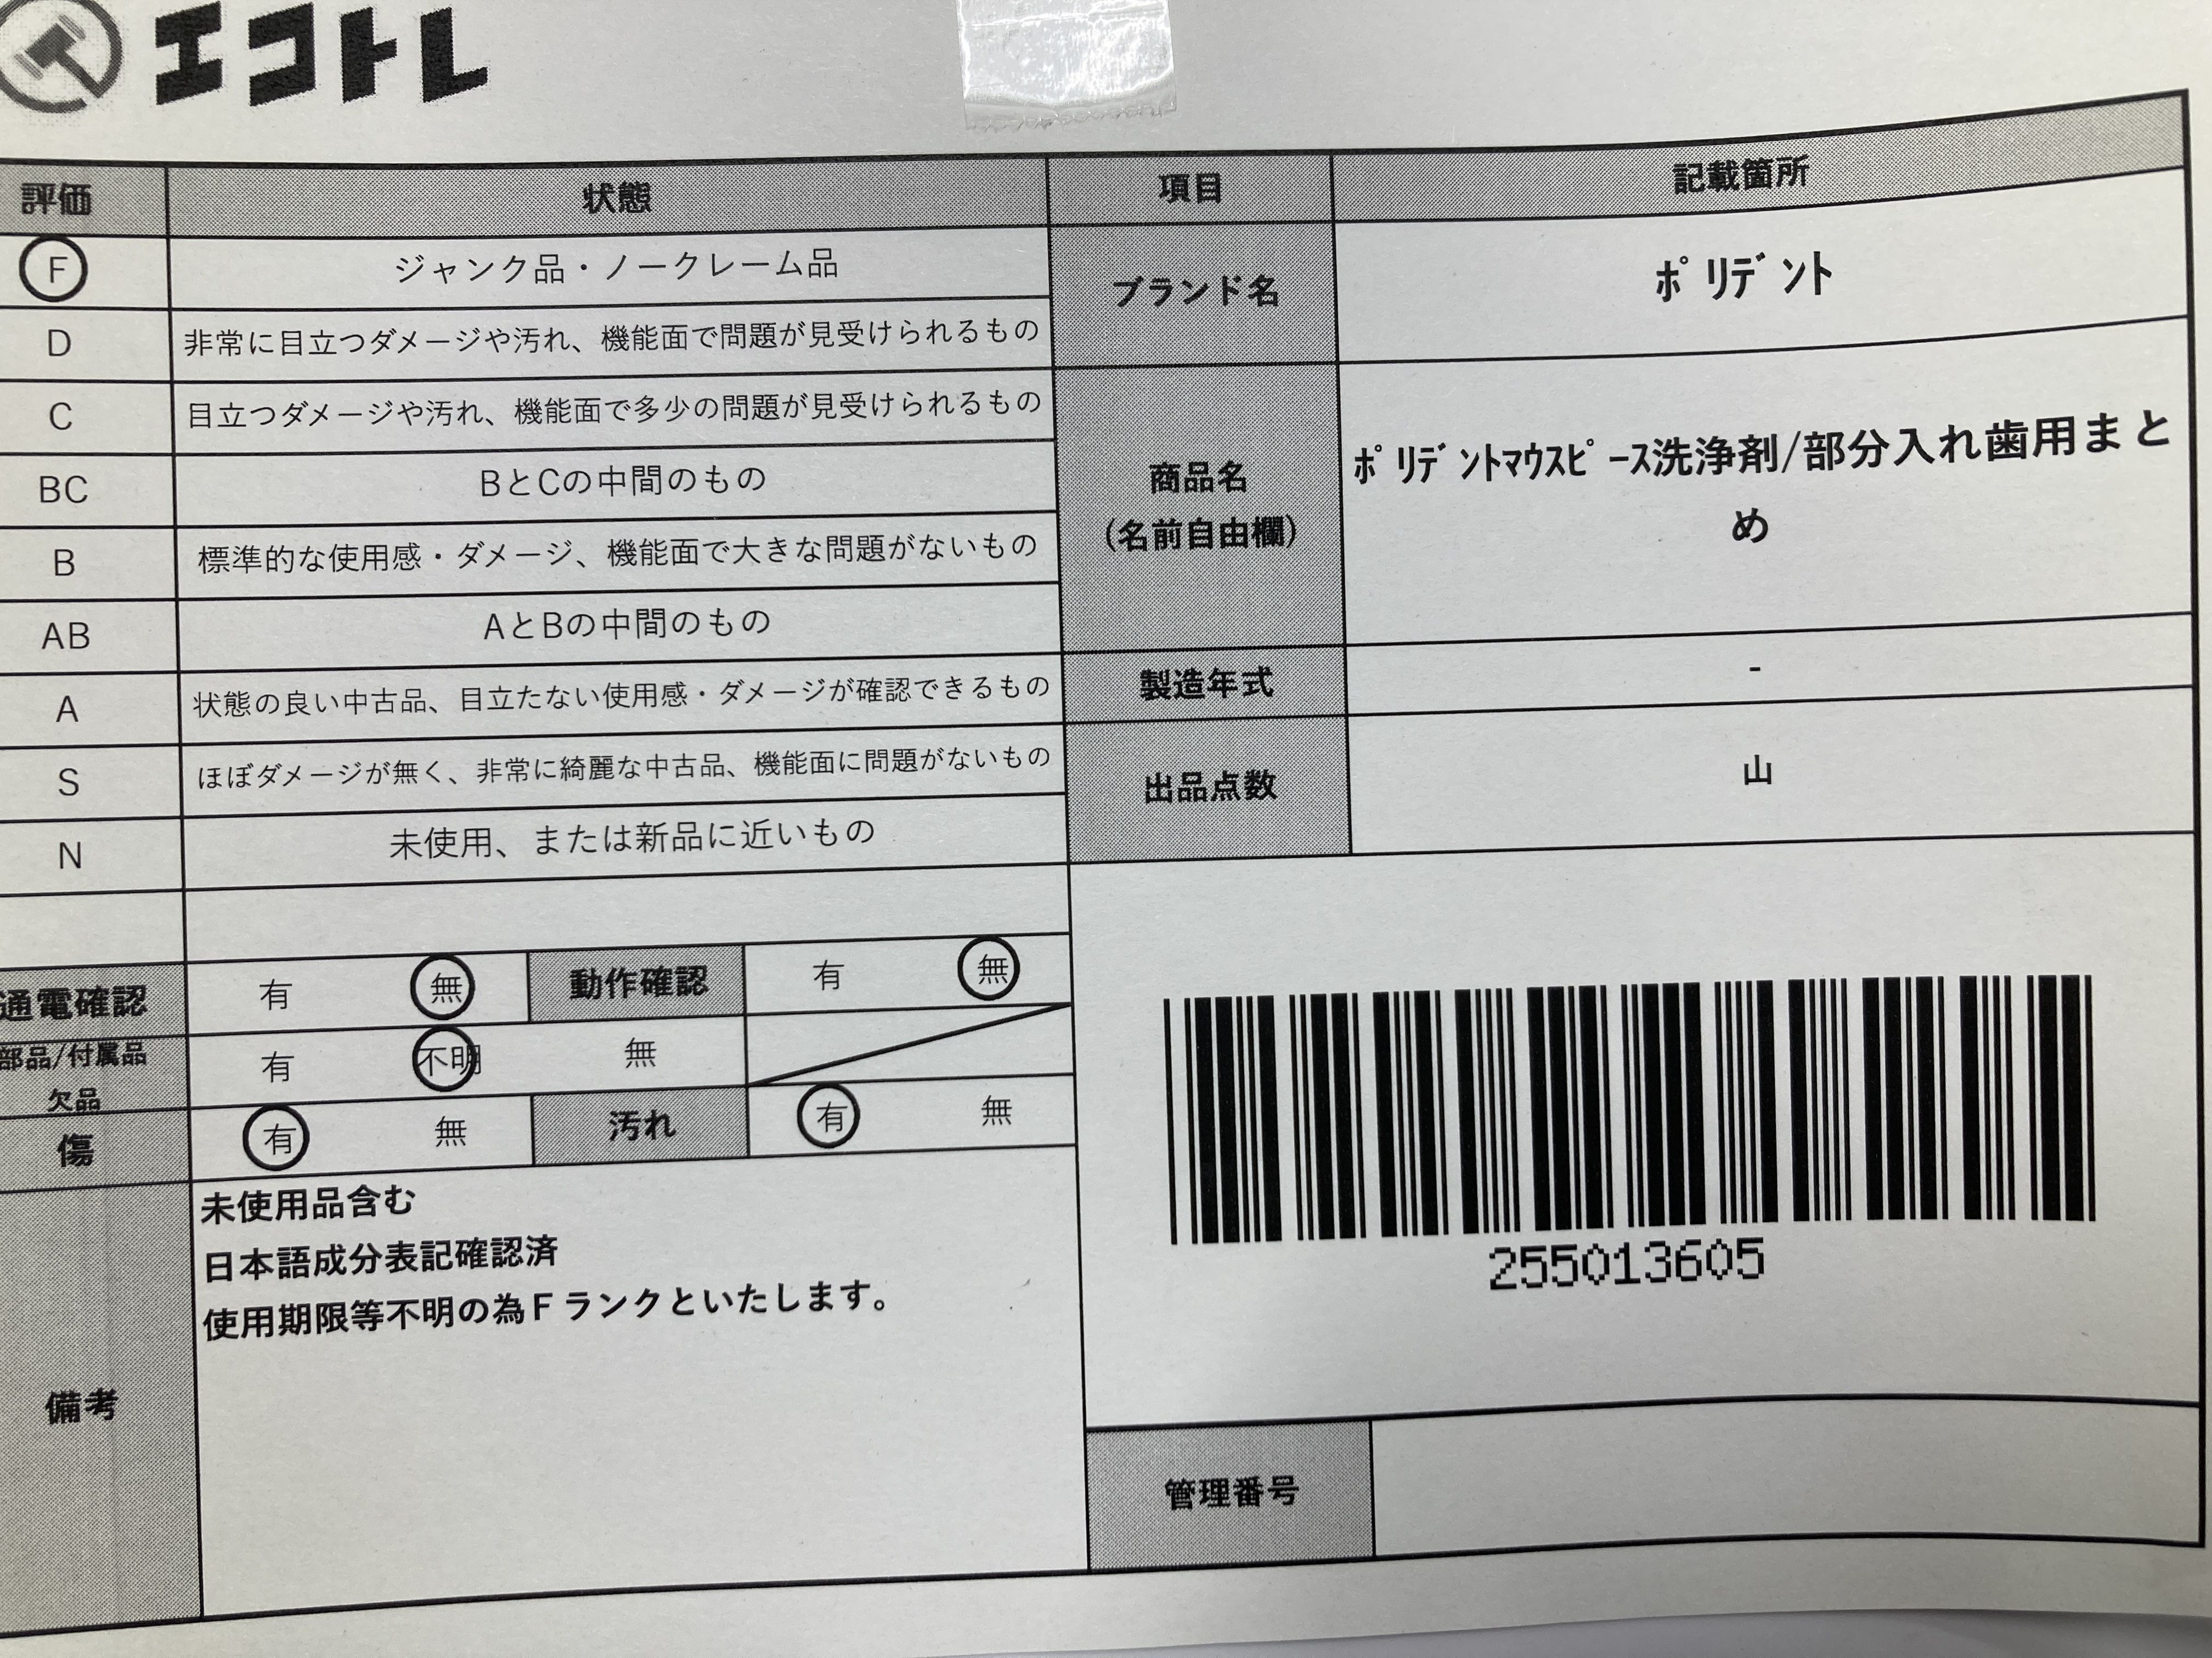 エコトレ
評価 状態 項目 記載箇所
F ジャンク品・ノークレーム品
D 非常に目立つダメージや汚れ、機能面で問題が見受けられるもの
C 目立つダメージや汚れ、機能面で多少の問題が見受けられるもの
BC BとCの中間のもの
B 標準的な使用感・ダメージ、機能面で大きな問題がないもの
AB AとBの中間のもの
A 状態の良い中古品、目立たない使用感・ダメージが確認できるもの
S ほぼダメージが無く、非常に綺麗な中古品、機能面に問題がないもの
N 未使用、または新品に近いもの
ブランド名 ﾎﾟﾘﾃﾞﾝﾄ
商品名
(名前自由欄)
ﾎﾟﾘﾃﾞﾝﾄﾏｳｽﾋﾟｰｽ洗浄剤/部分入れ歯用まと
め
製造年式 -
出品点数 山
通電確認 有 無 動作確認 有 無
部品/付属品
欠品
有 不明 無
傷 有 無 汚れ 有 無
備考
未使用品含む
日本語成分表記確認済
使用期限等不明の為Fランクといたします。
255013605
管理番号